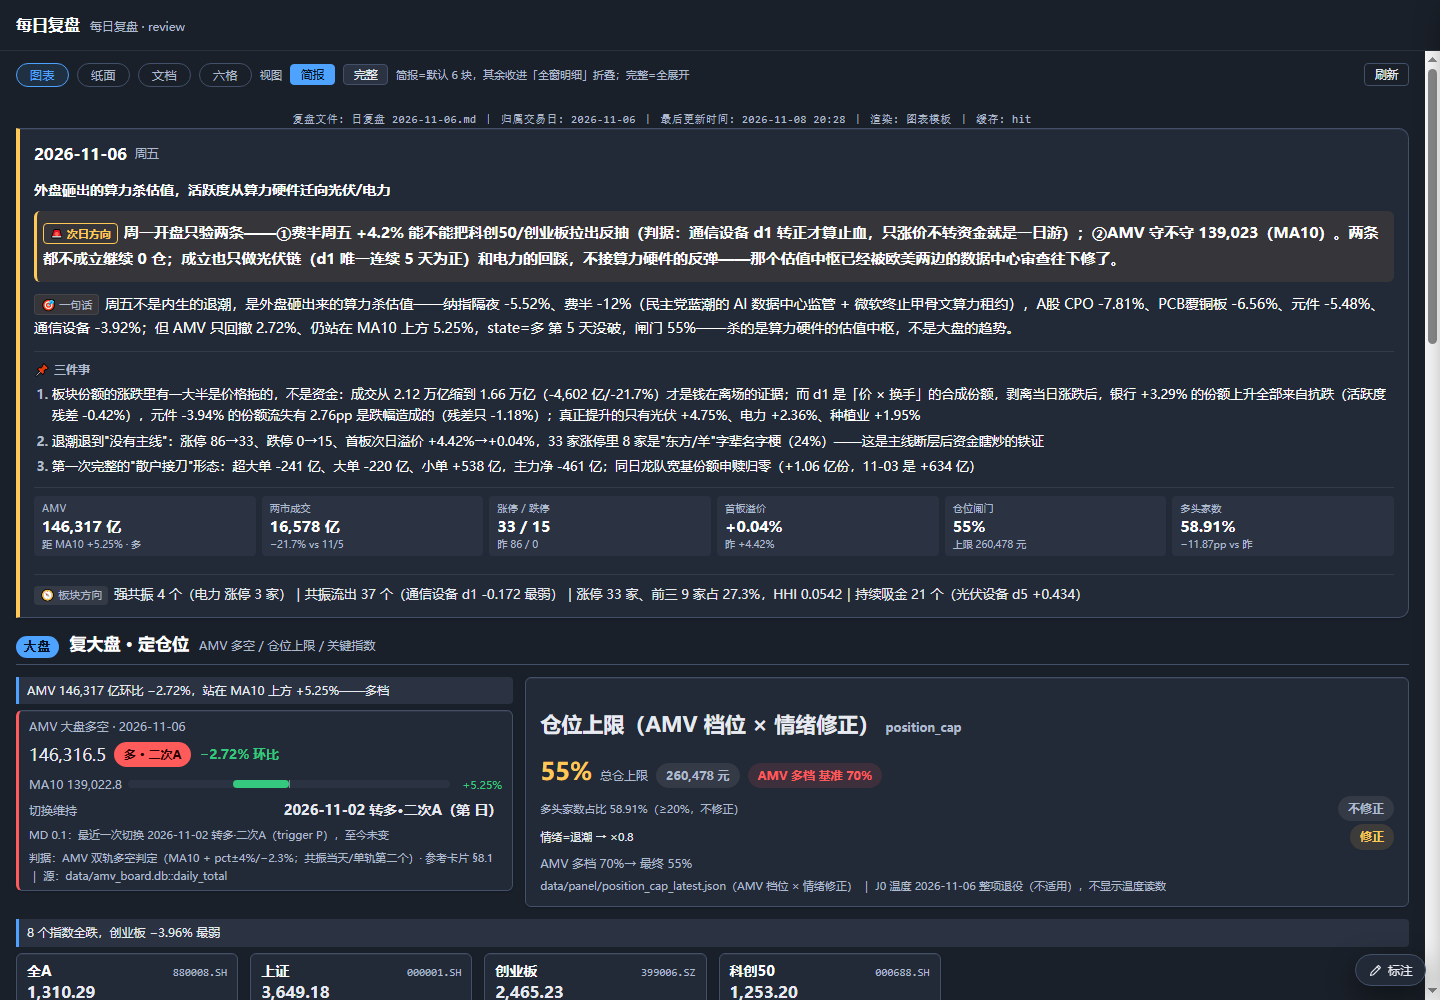 每日复盘 每日复盘 · review
图表 纸面 文档 六格 视图 简报 完整 简报=默认 6 块，其余收进「全窗明细」折叠；完整=全展开 刷新
复盘文件: 日复盘 2026-11-06.md | 归属交易日: 2026-11-06 | 最后更新时间: 2026-11-08 20:28 | 渲染: 图表模板 | 缓存: hit
2026-11-06 周五
外盘砸出的算力杀估值，活跃度从算力硬件迁向光伏/电力
次日方向 周一开盘只验两条——①费半周五 +4.2% 能不能把科创50/创业板拉出反抽（判据：通信设备 d1 转正才算止血，只涨价不转资金就是一日游）；②AMV 守不守 139,023（MA10）。两条
都不成立继续 0 仓；成立也只做光伏链（d1 唯一连续 5 天为正）和电力的回踩，不接算力硬件的反弹——那个估值中枢已经被欧美两边的数据中心审查往下修了。
一句话 周五不是内生的退潮，是外盘砸出来的算力杀估值——纳指隔夜 -5.52%、费半 -12%（民主党蓝潮的 AI 数据中心监管 + 微软终止甲骨文算力租约），A股 CPO -7.81%、PCB覆铜板 -6.56%、元件 -5.48%、
通信设备 -3.92%；但 AMV 只回撤 2.72%、仍站在 MA10 上方 5.25%，state=多 第 5 天没破，闸门 55%——杀的是算力硬件的估值中枢，不是大盘的趋势。
三件事
1. 板块份额的涨跌里有一大半是价格拖的，不是资金：成交从 2.12 万亿缩到 1.66 万亿（-4,602 亿/-21.7%）才是钱在离场的证据；而 d1 是「价 × 换手」的合成份额，剥离当日涨跌后，银行 +3.29% 的份额上升全部来自抗跌（活跃度
残差 -0.42%），元件 -3.94% 的份额流失有 2.76pp 是跌幅造成的（残差只 -1.18%）；真正提升的只有光伏 +4.75%、电力 +2.36%、种植业 +1.95%
2. 退潮退到"没有主线"：涨停 86→33、跌停 0→15、首板次日溢价 +4.42%→+0.04%，33 家涨停里 8 家是"东方/羊"字辈名字梗（24%）——这是主线断层后资金瞎炒的铁证
3. 第一次完整的"散户接刀"形态：超大单 -241 亿、大单 -220 亿、小单 +538 亿，主力净 -461 亿；同日龙队宽基份额申赎归零（+1.06 亿份，11-03 是 +634 亿）
AMV 两市成交 涨停 / 跌停 首板溢价 仓位闸门 多头家数
146,317 亿 16,578 亿 33 / 15 +0.04% 55% 58.91%
距 MA10 +5.25% · 多 −21.7% vs 11/5 昨 86 / 0 昨 +4.42% 上限 260,478 元 −11.87pp vs 昨
板块方向 强共振 4 个（电力 涨停 3 家）｜共振流出 37 个（通信设备 d1 -0.172 最弱）｜涨停 33 家、前三 9 家占 27.3%，HHI 0.0542｜持续吸金 21 个（光伏设备 d5 +0.434）
大盘 复大盘 • 定仓位 AMV 多空 / 仓位上限 / 关键指数
AMV 146,317 亿环比 −2.72%，站在 MA10 上方 +5.25%——多档
AMV 大盘多空 · 2026-11-06
146,316.5 多 • 二次A −2.72% 环比
MA10 139,022.8 +5.25%
切换维持 2026-11-02 转多•二次A（第 日）
MD 0.1：最近一次切换 2026-11-02 转多·二次A（trigger P），至今未变
判据：AMV 双轨多空判定（MA10 + pct±4%/−2.3%；共振当天/单轨第二个）· 参考卡片 §8.1
｜ 源：data/amv_board.db::daily_total
仓位上限（AMV 档位 × 情绪修正） position_cap
55% 总仓上限 260,478 元 AMV 多档 基准 70%
多头家数占比 58.91%（≥20%，不修正） 不修正
情绪=退潮 → ×0.8 修正
AMV 多档 70%→ 最终 55%
data/panel/position_cap_latest.json（AMV 档位 × 情绪修正） ｜ J0 温度 2026-11-06 整项退役（不适用），不显示温度读数
8 个指数全跌，创业板 −3.96% 最弱
全A 880008.SH 上证 000001.SH 创业板 399006.SZ 科创50 000688.SH
1,310.29 3,649.18 2,465.23 1,253.20
标注